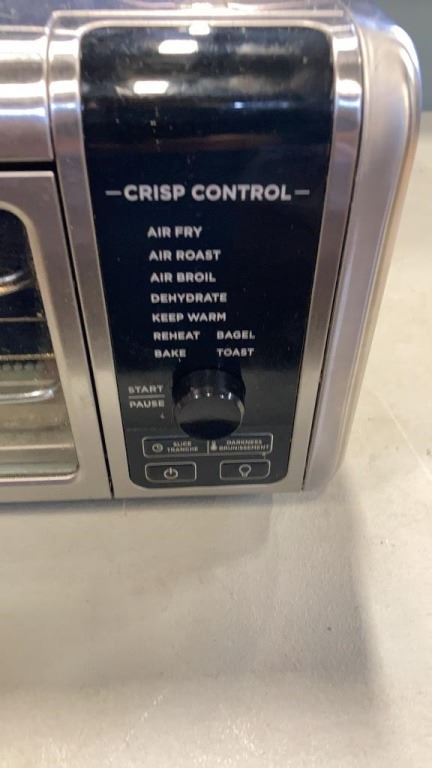 CRISP CONTROL
AIR FRY
AIR ROAST
AIR BROIL
DEHYDRATE
KEEP WARM
REHEAT BAGEL
BAKE TOAST
START
PAUSE
SLICE DARKNESS
TRANCHE BRUNISSEMENT